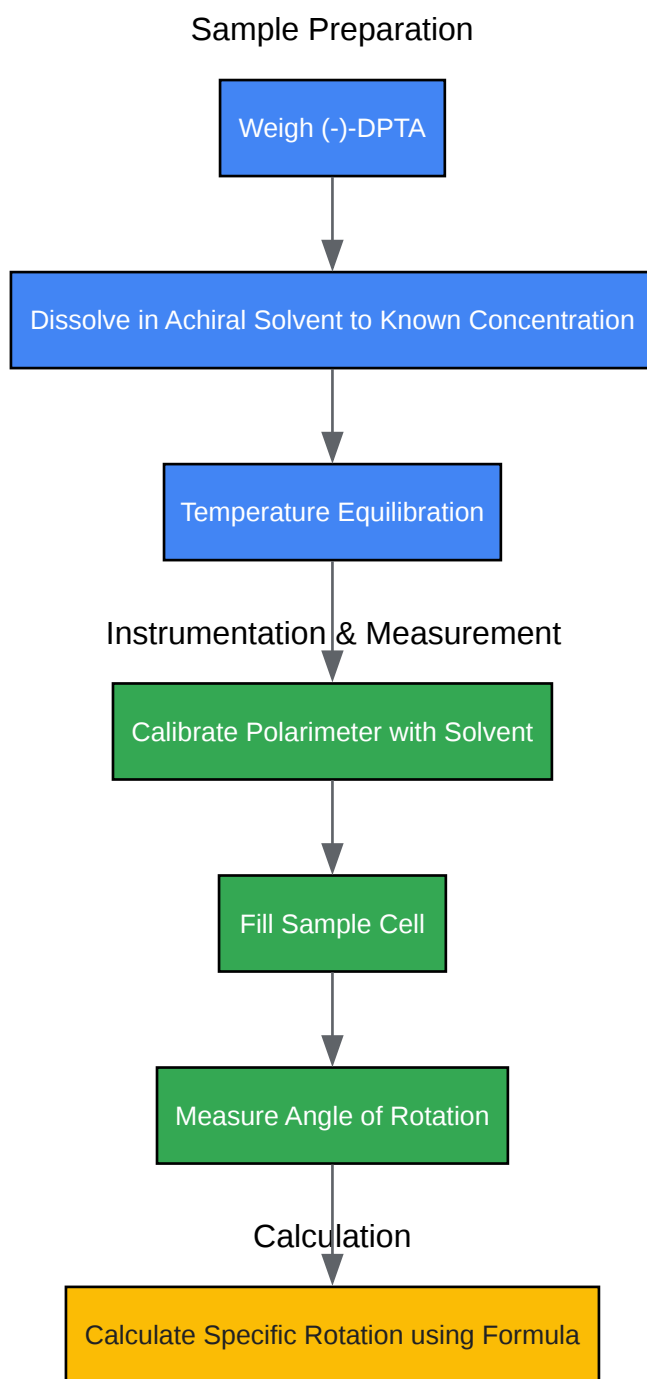 Sample Preparation
Weigh (-)-DPTA
Dissolve in Achiral Solvent to Known Concentration
Temperature Equilibration
Instrumentation & Measurement
Calibrate Polarimeter with Solvent
Fill Sample Cell
Measure Angle of Rotation
Calculation
Calculate Specific Rotation using Formula